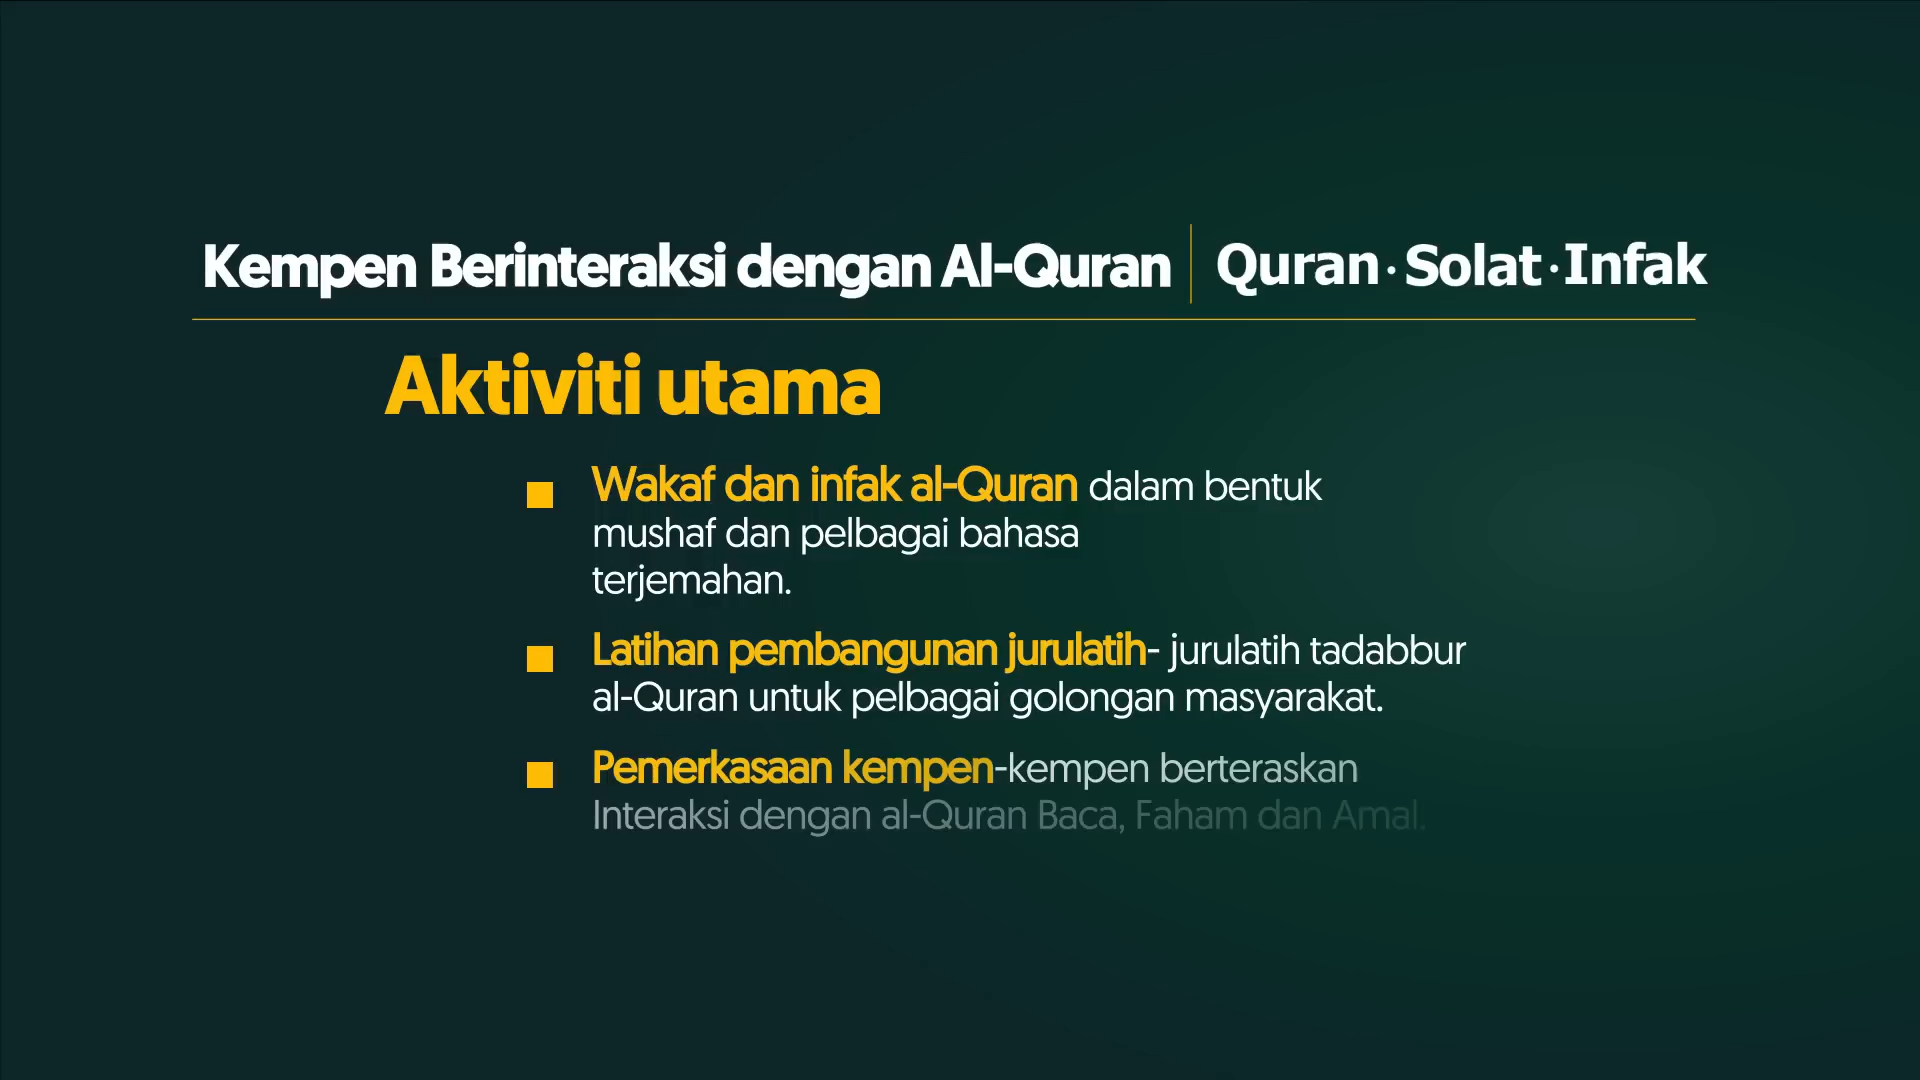 Kempen Berinteraksi dengan Al-Quran | Quran · Solat · Infak
Aktiviti utama
Wakaf dan infak al-Quran dalam bentuk
mushaf dan pelbagai bahasa
terjemahan.
Latihan pembangunan jurulatih- jurulatih tadabbur
al-Quran untuk pelbagai golongan masyarakat.
Pemerkasaan kempen-kempen berteraskan
Interaksi dengan al-Quran Baca, Faham dan Amal.